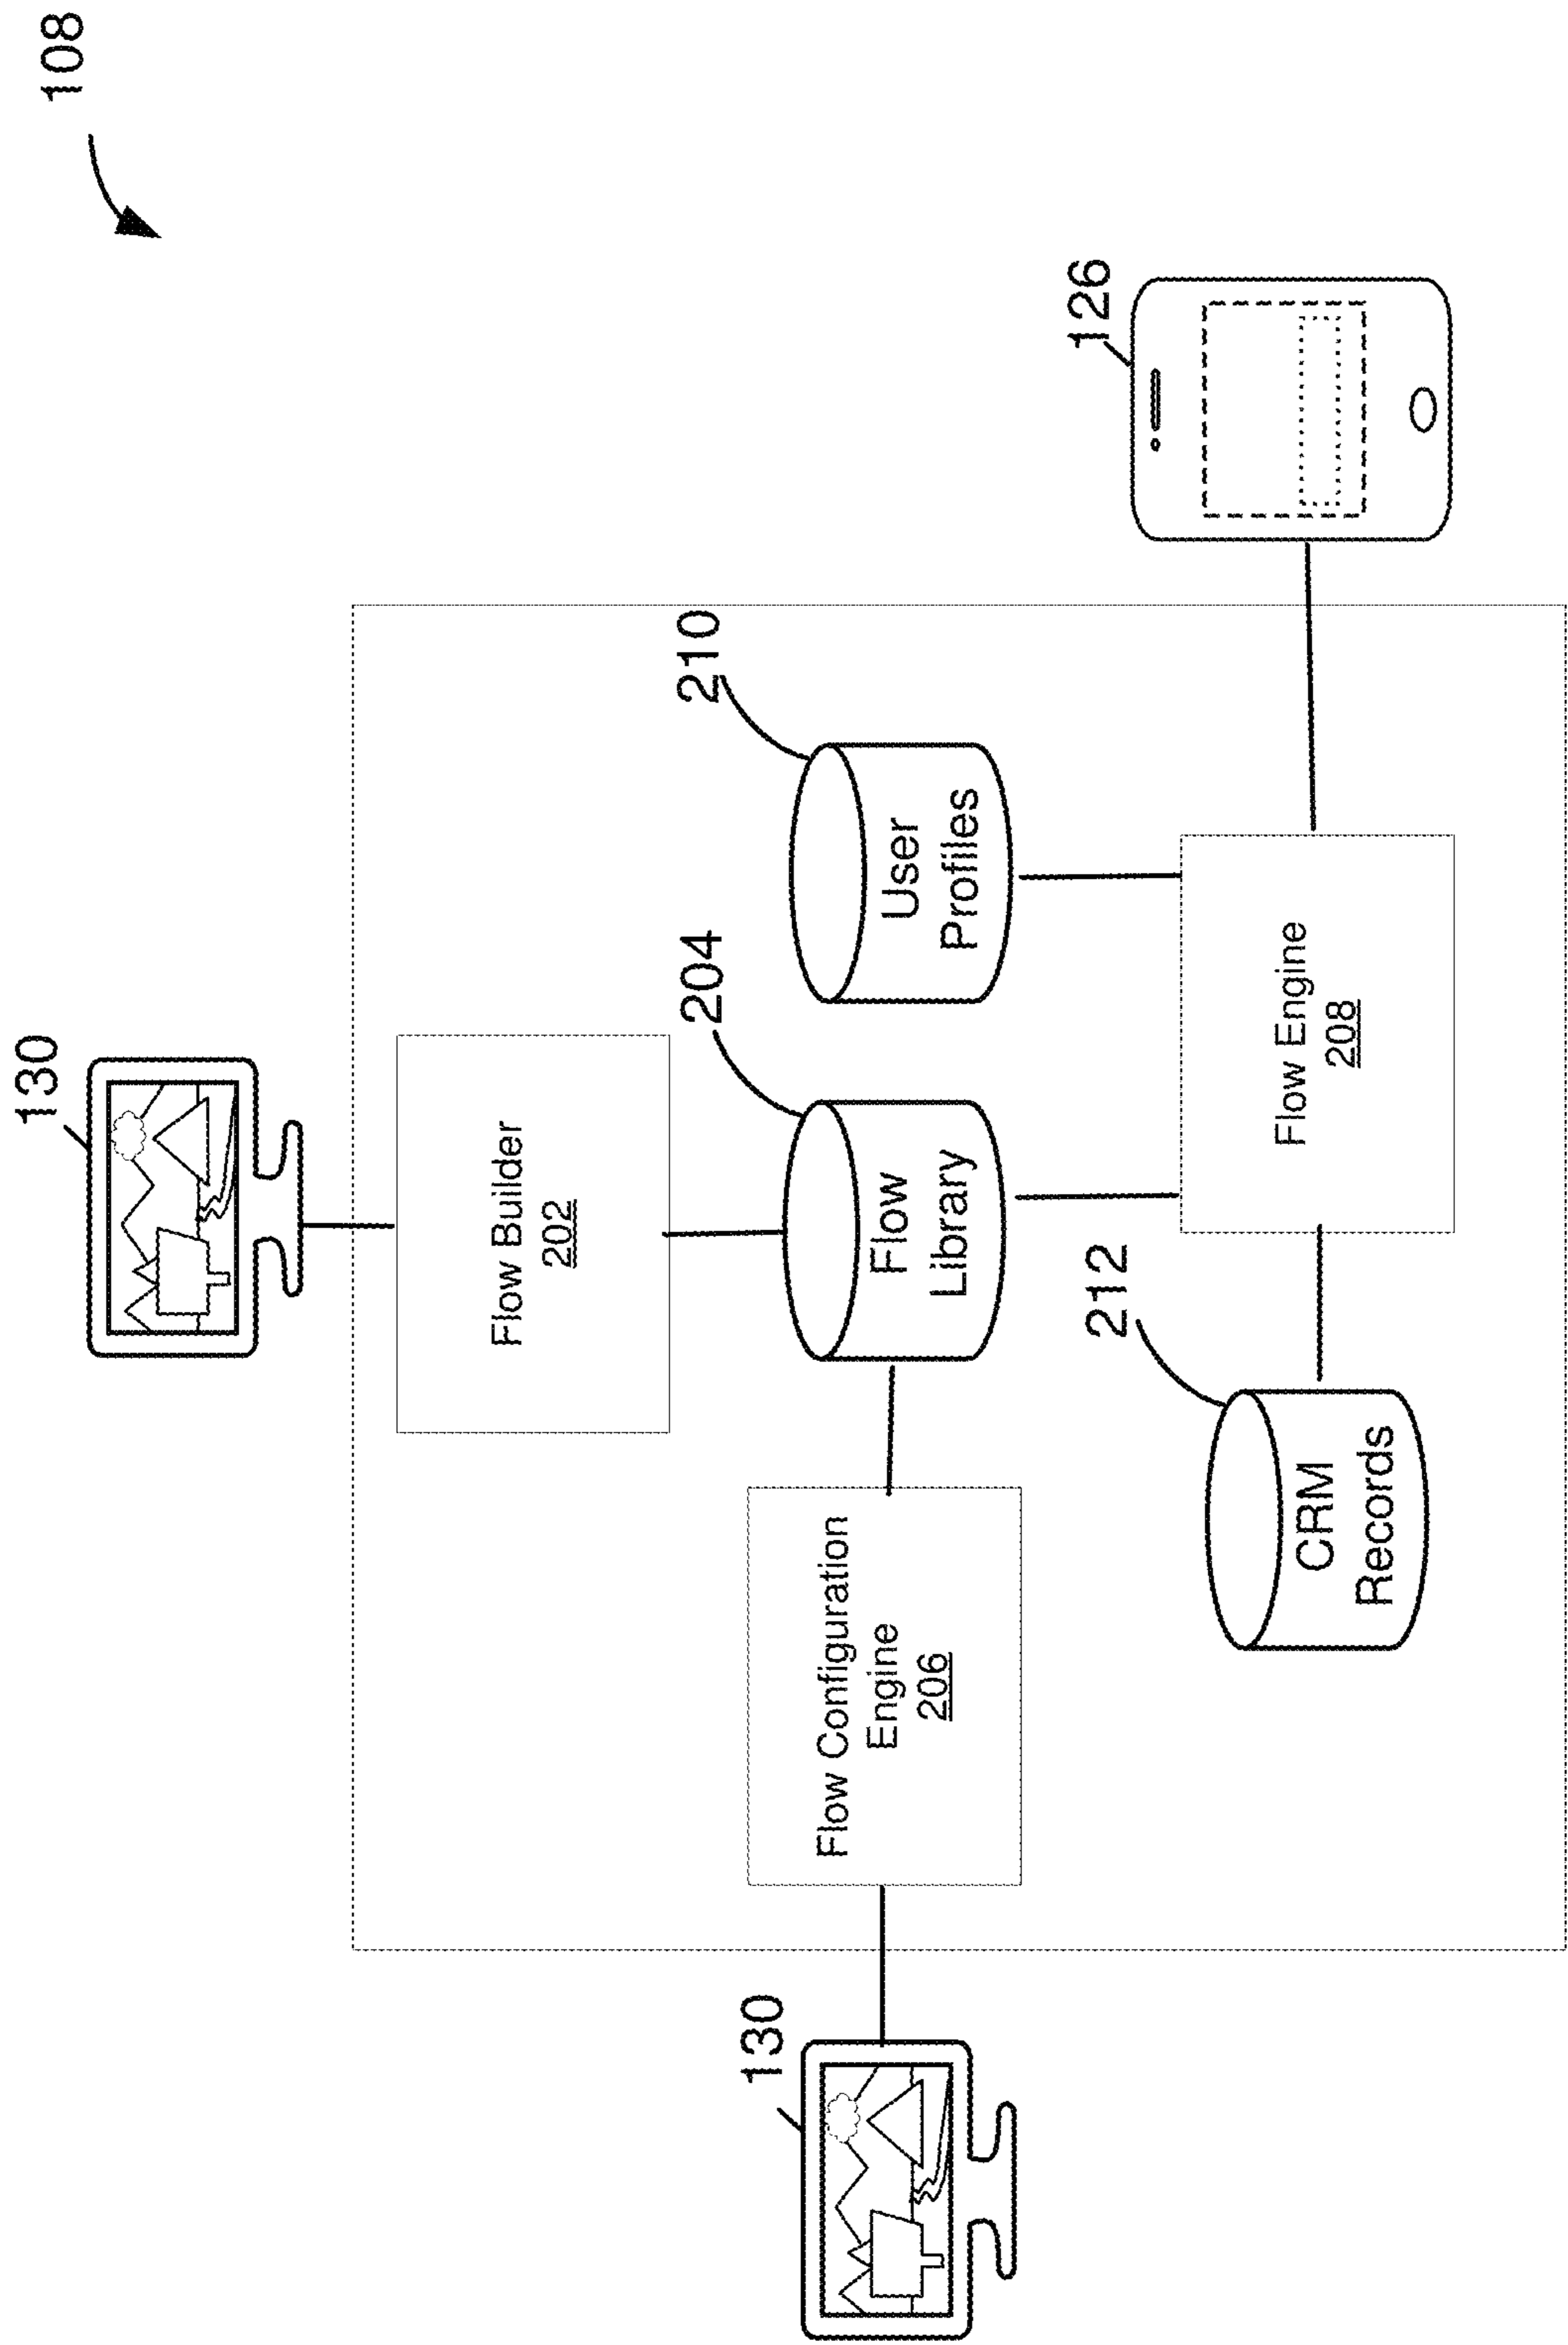 108
130
Flow Builder
202
130
Flow Configuration
Engine
206
204
Flow
Library
210
User
Profiles
126
212
CRM
Records
Flow Engine
208